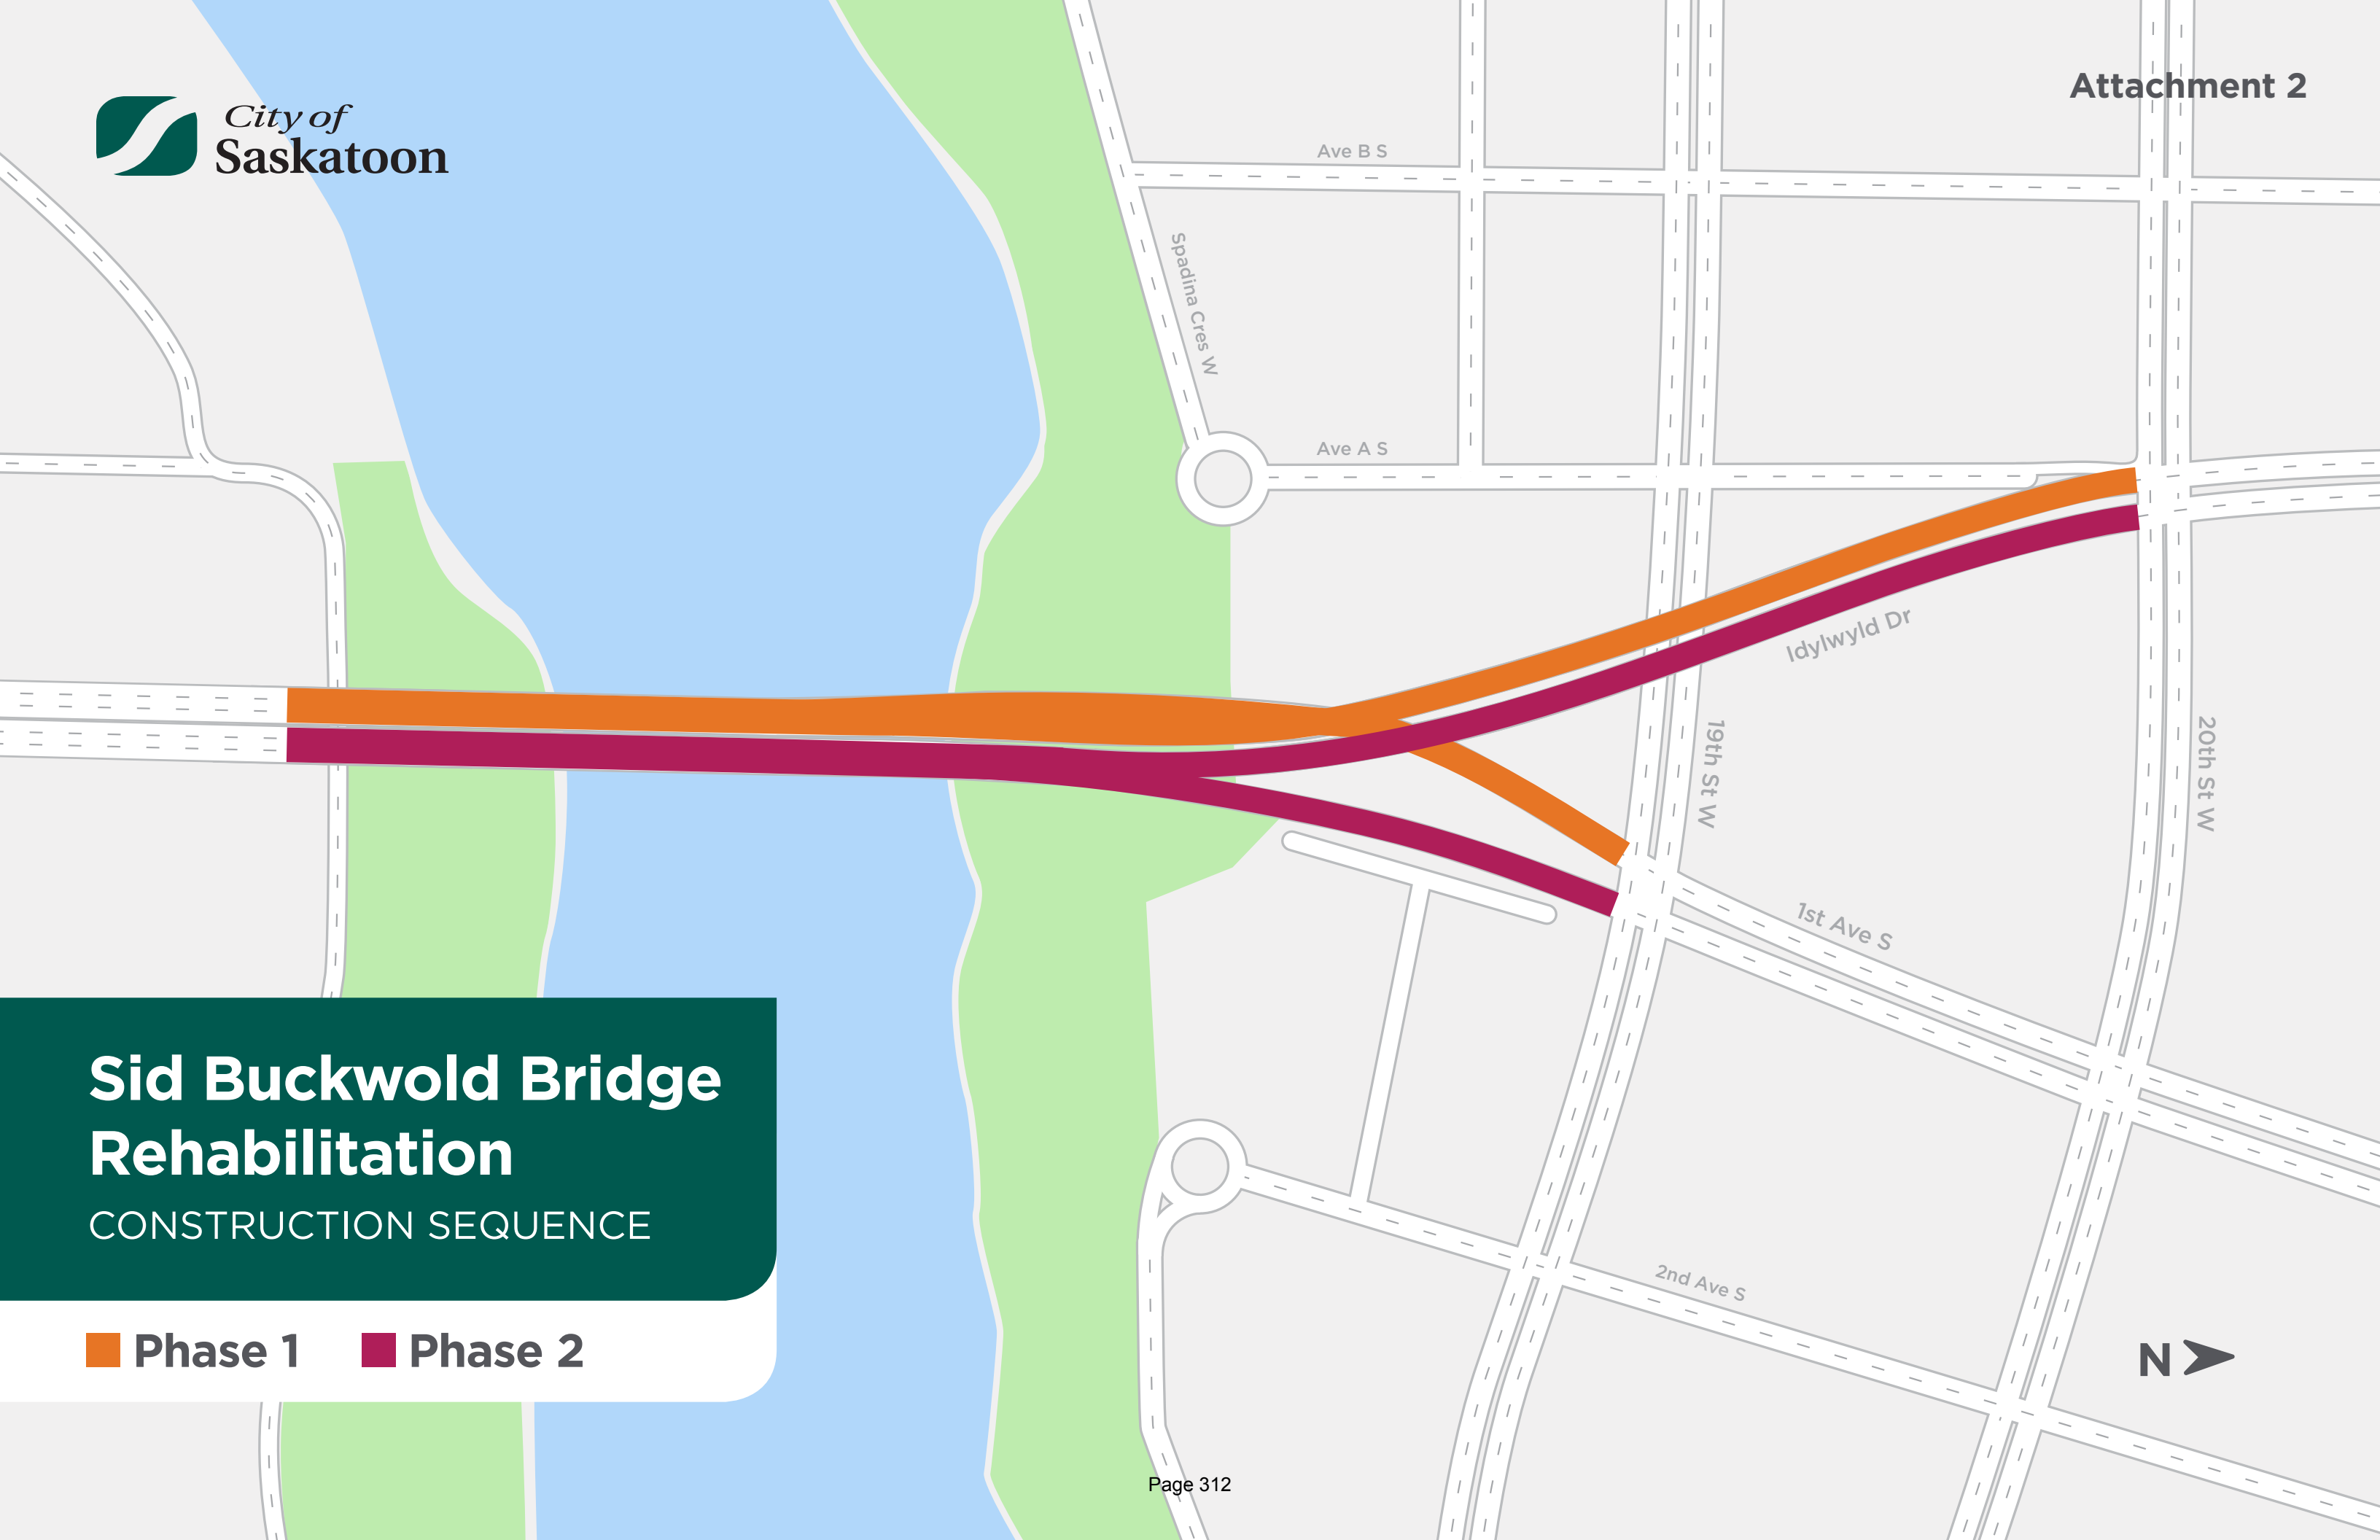 City of
Saskatoon
Attachment 2
Ave B S
Spadina Cres W
Ave A S
Idylwyld Dr
19th St W
20th St W
1st Ave S
2nd Ave S
Sid Buckwold Bridge
Rehabilitation
CONSTRUCTION SEQUENCE
Phase 1
Phase 2
N
Page 312